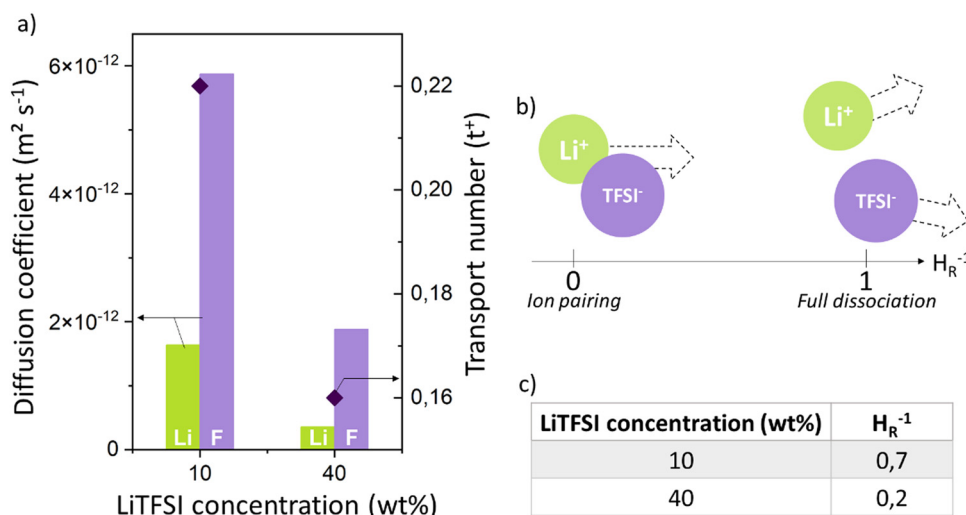 a)
Diffusion coefficient (m² s⁻¹)
6×10⁻¹²
4×10⁻¹²
2×10⁻¹²
0
Li F
Li F
10
40
LiTFSI concentration (wt%)
0,22
0,20
0,18
0,16
Transport number (t⁺)
b)
Li⁺
TFSI⁻
Li⁺
TFSI⁻
0
1
H_R⁻¹
Ion pairing
Full dissociation
c)
LiTFSI concentration (wt%) H_R⁻¹
10 0,7
40 0,2